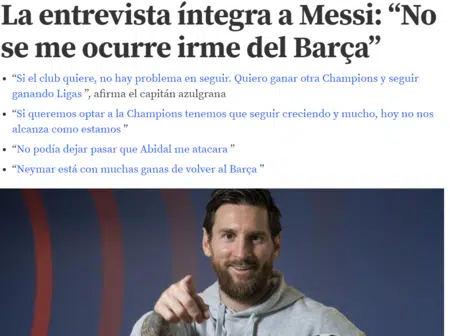 La entrevista íntegra a Messi: “No
se me ocurre irme del Barça”
• “Si el club quiere, no hay problema en seguir. Quiero ganar otra Champions y seguir
ganando Ligas ”, afirma el capitán azulgrana
• “Si queremos optar a la Champions tenemos que seguir creciendo y mucho, hoy no nos
alcanza como estamos ”
• “No podía dejar pasar que Abidal me atacara ”
• “Neymar está con muchas ganas de volver al Barça ”